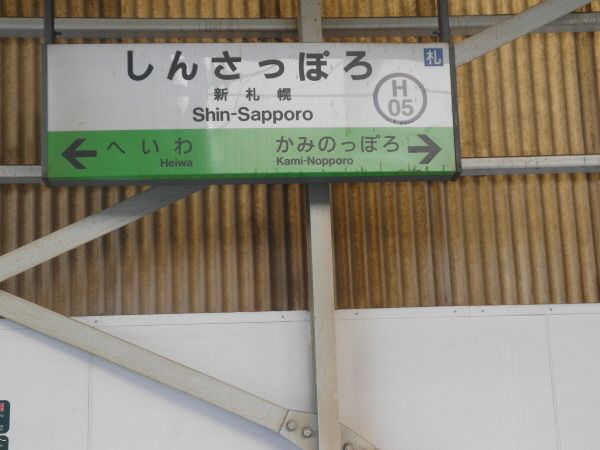 しんさっぽろ
札
新札幌
H
05
Shin-Sapporo
へいわ
かみのっぽろ
Heiwa
Kami-Nopporo